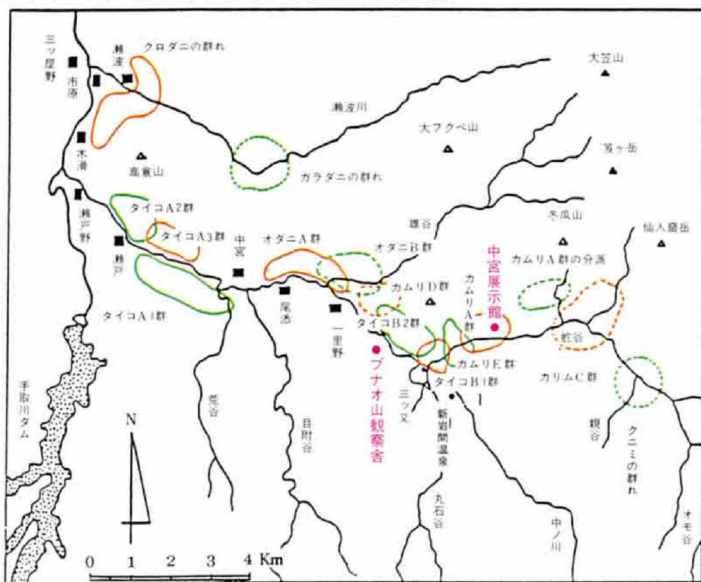 三ッ屋野
市原
瀬波
クロダニの群れ
瀬波川
大笠山
大フクベ山
ガラダニの群れ
木滑
高倉山
瀬戸野
タイコA2群
タイコA3群
瀬戸
中宮
オダニA群
オダニB群
雄谷
冬瓜山
仙人窟岳
カムリA群の分派
中宮展示館
カムリA群
カムリD群
タイコA1群
尾添
一里野
タイコB2群
蛇谷
カムリE群
タイコB1群
カリムC群
ブナオ山観察舎
三ッ又
新岩間温泉
親谷
クニミの群れ
手取川ダム
荒谷
目附谷
丸石谷
中ノ川
オモ谷
N
0 1 2 3 4 Km